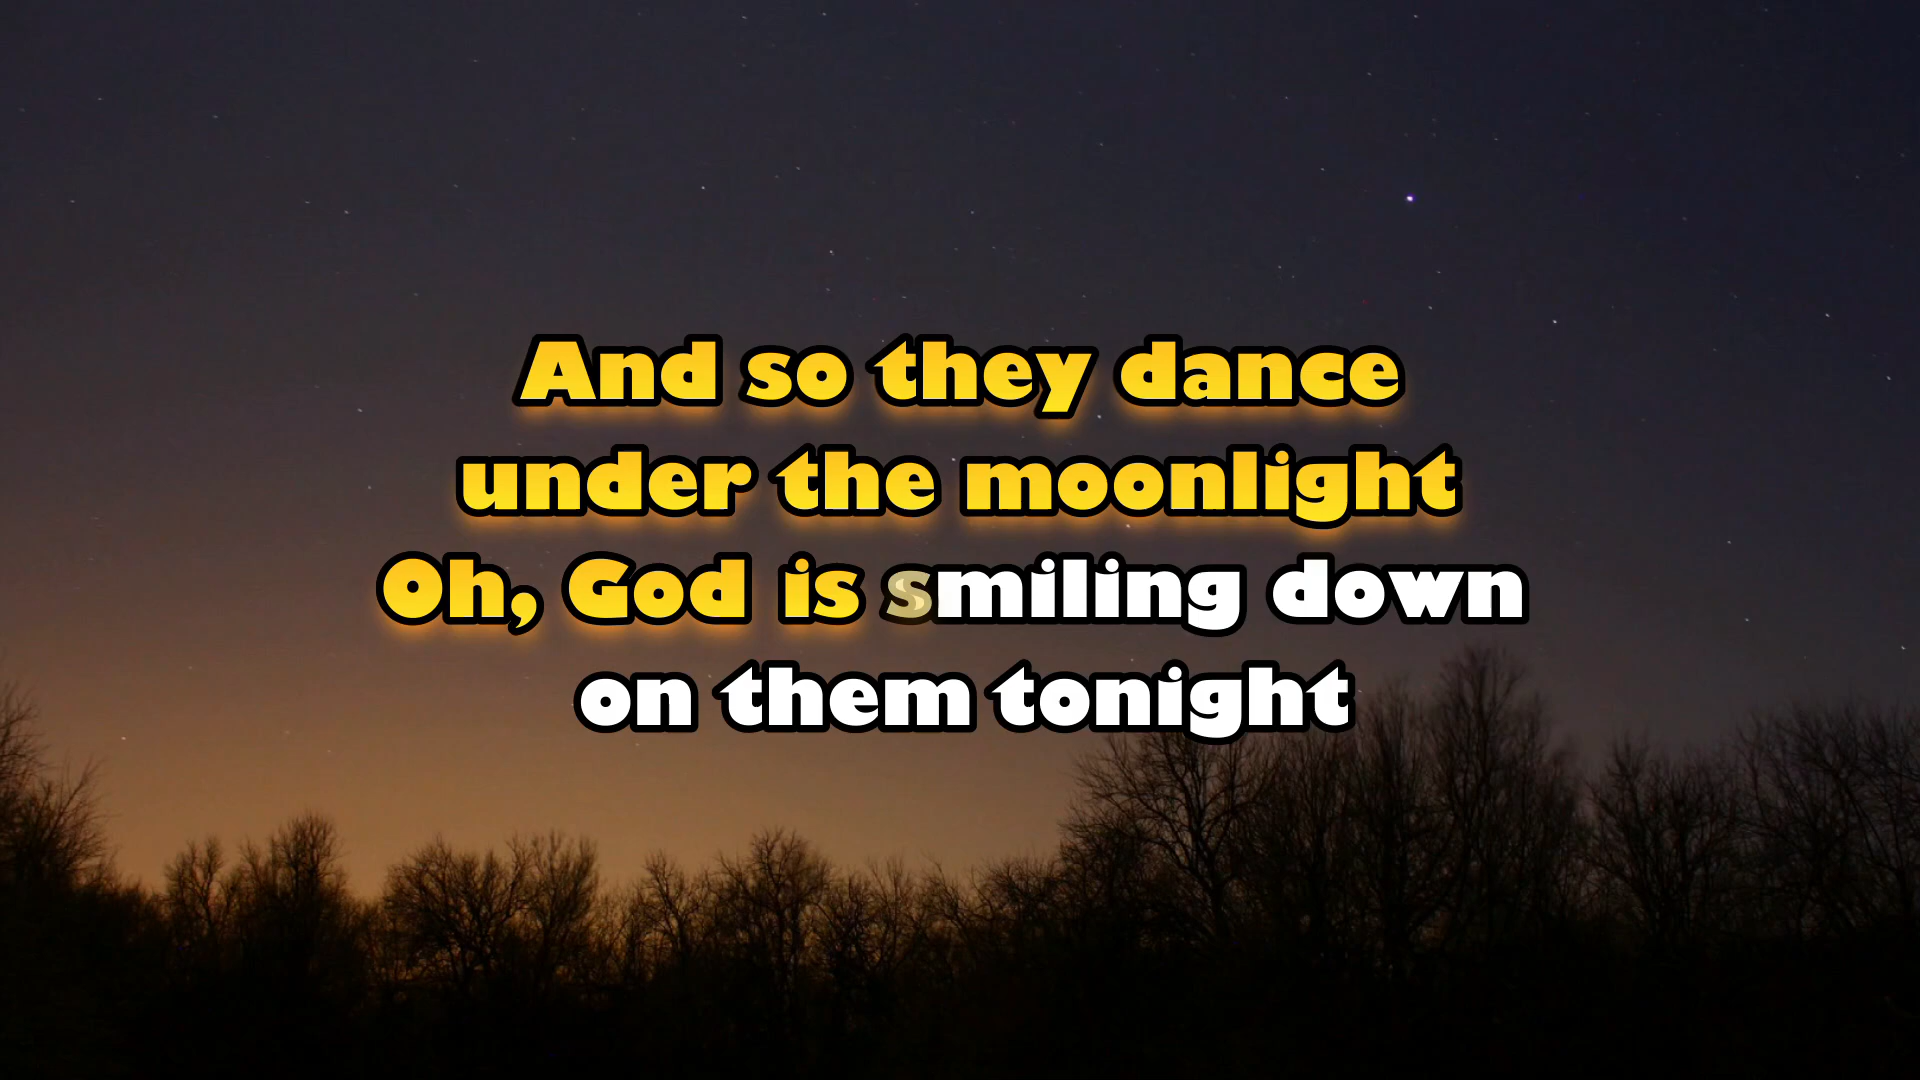 And so they dance
under the moonlight
Oh, God is smiling down
on them tonight